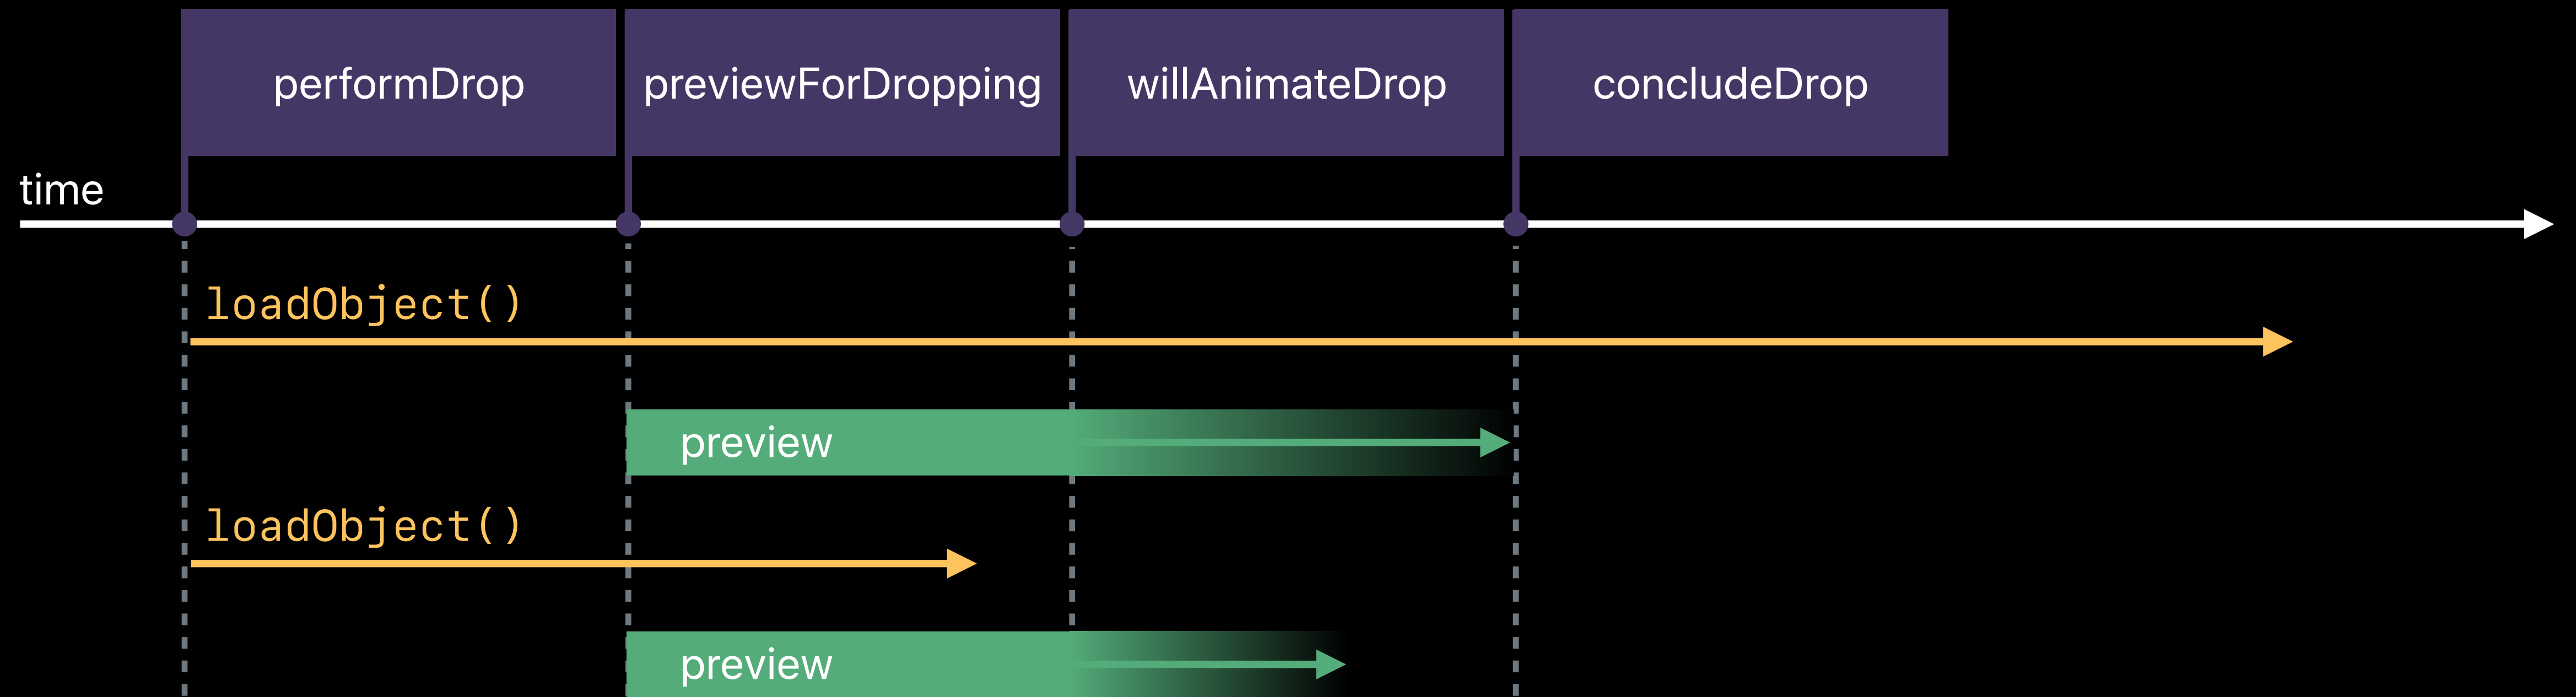 performDrop
previewForDropping
willAnimateDrop
concludeDrop
time
loadObject()
preview
loadObject()
preview